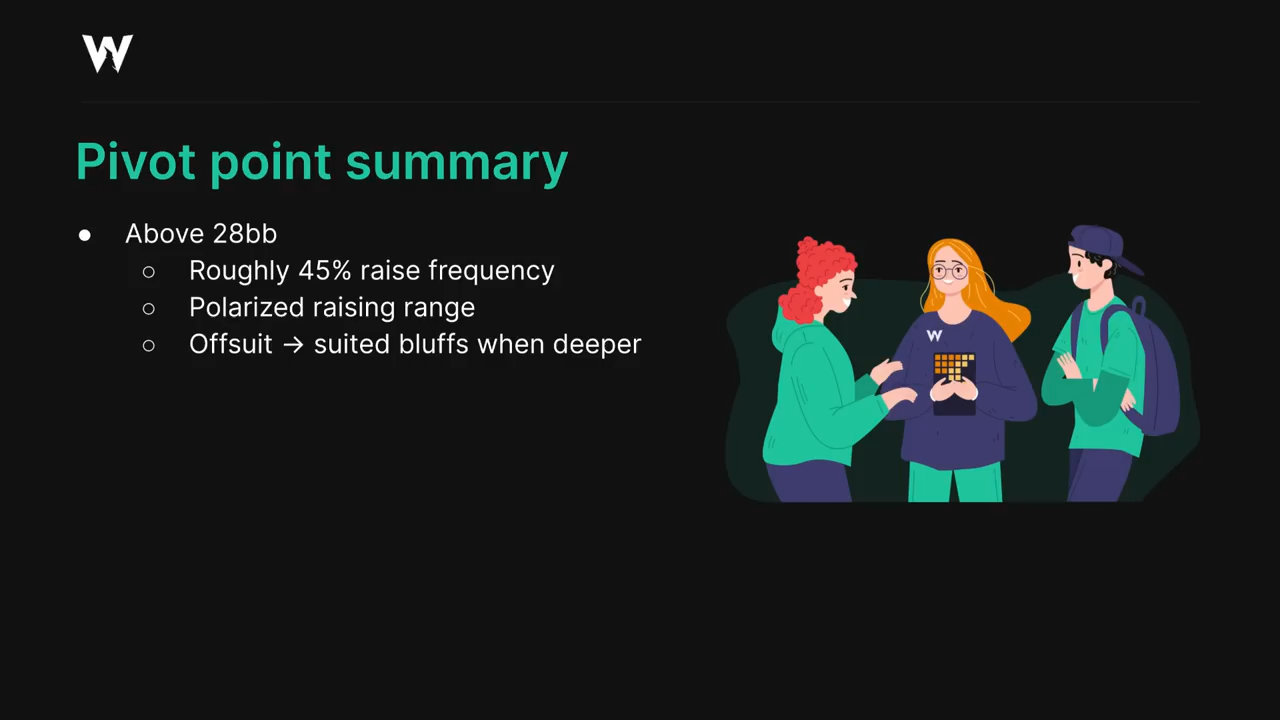 W
Pivot point summary
● Above 28bb
○ Roughly 45% raise frequency
○ Polarized raising range
○ Offsuit → suited bluffs when deeper
W